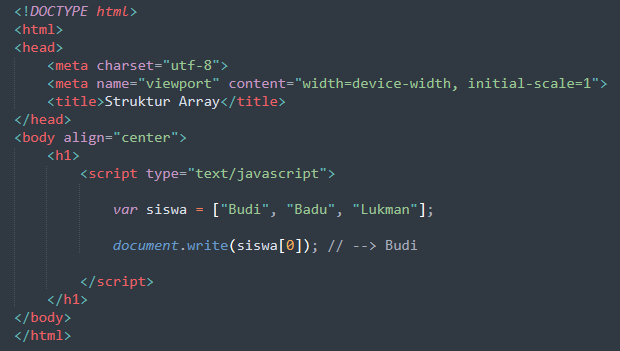 <!DOCTYPE html>
<html>
<head>
    <meta charset="utf-8">
    <meta name="viewport" content="width=device-width, initial-scale=1">
    <title>Struktur Array</title>
</head>
<body align="center">
    <h1>
        <script type="text/javascript">

            var siswa = ["Budi", "Badu", "Lukman"];

            document.write(siswa[0]); // --> Budi

        </script>
    </h1>
</body>
</html>